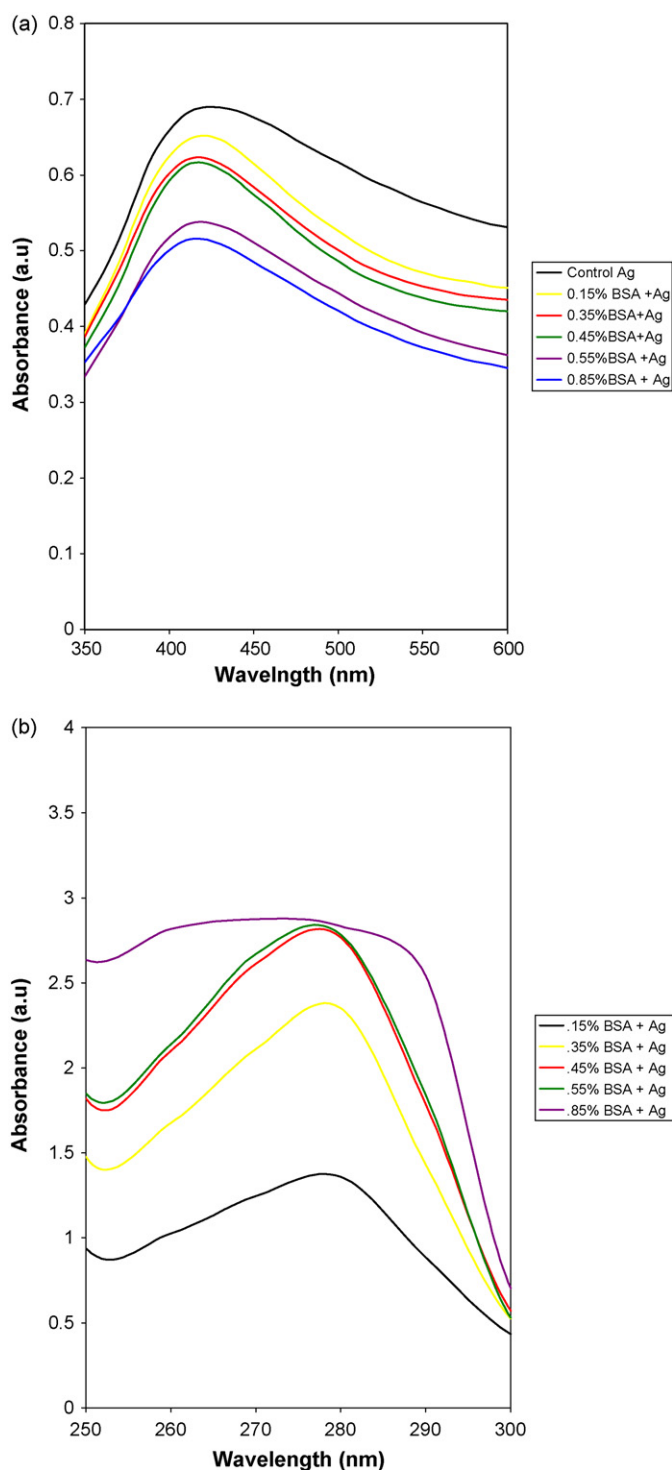 (a)
0.8
0.7
0.6
0.5
0.4
0.3
0.2
0.1
0
Absorbance (a.u)
350 400 450 500 550 600
Wavelngth (nm)
Control Ag
0.15% BSA +Ag
0.35%BSA+Ag
0.45%BSA+Ag
0.55%BSA +Ag
0.85%BSA + Ag
(b)
4
3.5
3
2.5
2
1.5
1
0.5
0
Absorbance (a.u)
250 260 270 280 290 300
Wavelength (nm)
.15% BSA + Ag
.35% BSA + Ag
.45% BSA + Ag
.55% BSA + Ag
.85% BSA + Ag